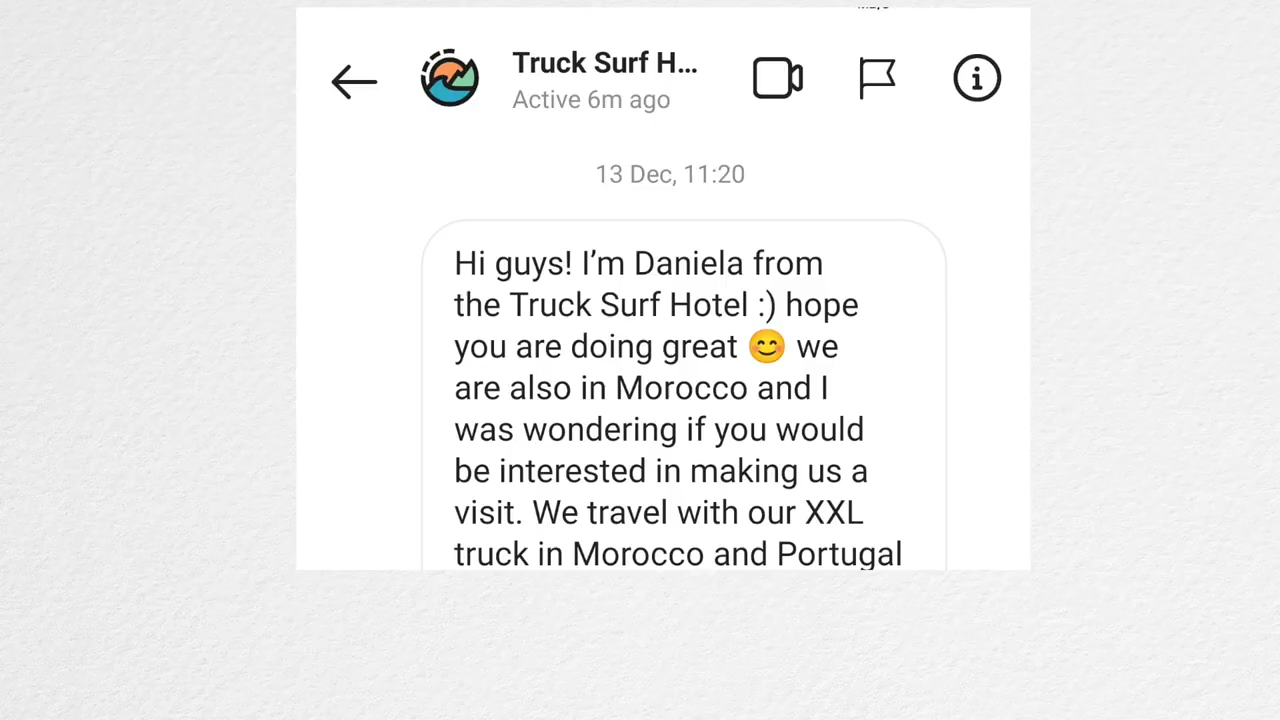 Truck Surf H...
Active 6m ago
13 Dec, 11:20
Hi guys! I’m Daniela from
the Truck Surf Hotel :) hope
you are doing great 😊 we
are also in Morocco and I
was wondering if you would
be interested in making us a
visit. We travel with our XXL
truck in Morocco and Portugal